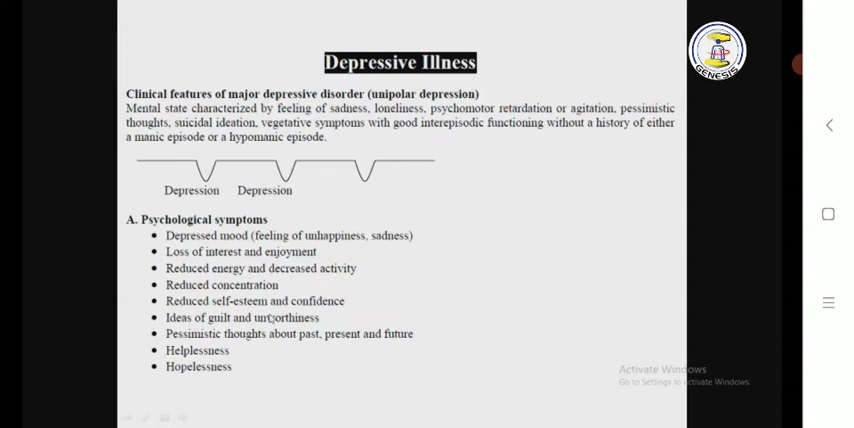 Depressive Illness
GENESIS
Clinical features of major depressive disorder (unipolar depression)
Mental state characterized by feeling of sadness, loneliness, psychomotor retardation or agitation, pessimistic
thoughts, suicidal ideation, vegetative symptoms with good interepisodic functioning without a history of either
a manic episode or a hypomanic episode.
Depression Depression
A. Psychological symptoms
• Depressed mood (feeling of unhappiness, sadness)
• Loss of interest and enjoyment
• Reduced energy and decreased activity
• Reduced concentration
• Reduced self-esteem and confidence
• Ideas of guilt and unworthiness
• Pessimistic thoughts about past, present and future
• Helplessness
• Hopelessness
Activate Windows
Go to Settings to activate Windows.